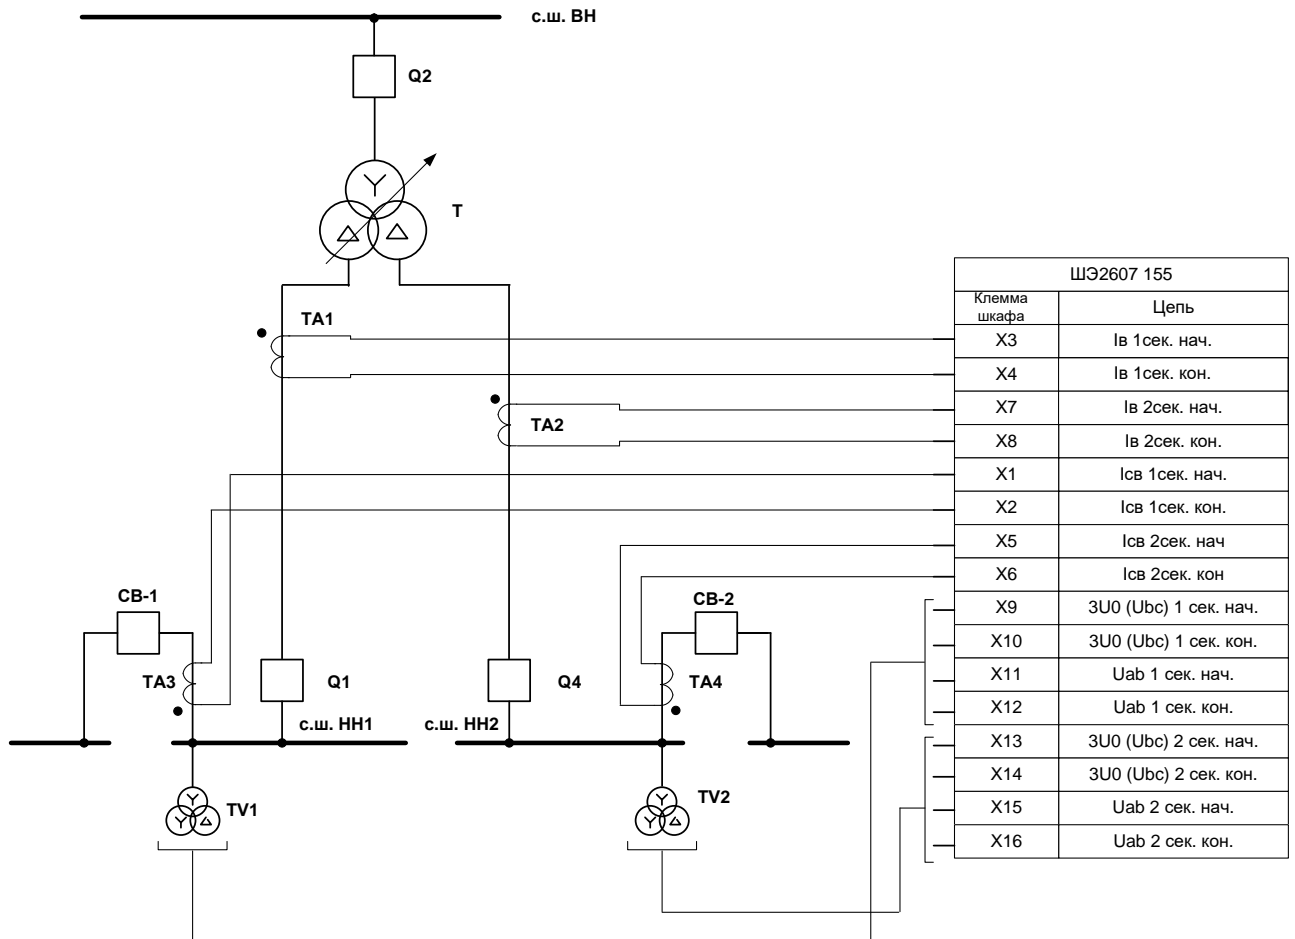 с.ш. ВН
Q2
Т
ТА1
ТА2
СВ-1
СВ-2
ТА3
Q1
Q4
ТА4
с.ш. НН1
с.ш. НН2
TV1
TV2
ШЭ2607 155
Клемма шкафа
Цепь
X3 Iв 1сек. нач.
X4 Iв 1сек. кон.
X7 Iв 2сек. нач.
X8 Iв 2сек. кон.
X1 Iсв 1сек. нач.
X2 Iсв 1сек. кон.
X5 Iсв 2сек. нач
X6 Iсв 2сек. кон
X9 3U0 (Ubc) 1 сек. нач.
X10 3U0 (Ubc) 1 сек. кон.
X11 Uab 1 сек. нач.
X12 Uab 1 сек. кон.
X13 3U0 (Ubc) 2 сек. нач.
X14 3U0 (Ubc) 2 сек. кон.
X15 Uab 2 сек. нач.
X16 Uab 2 сек. кон.